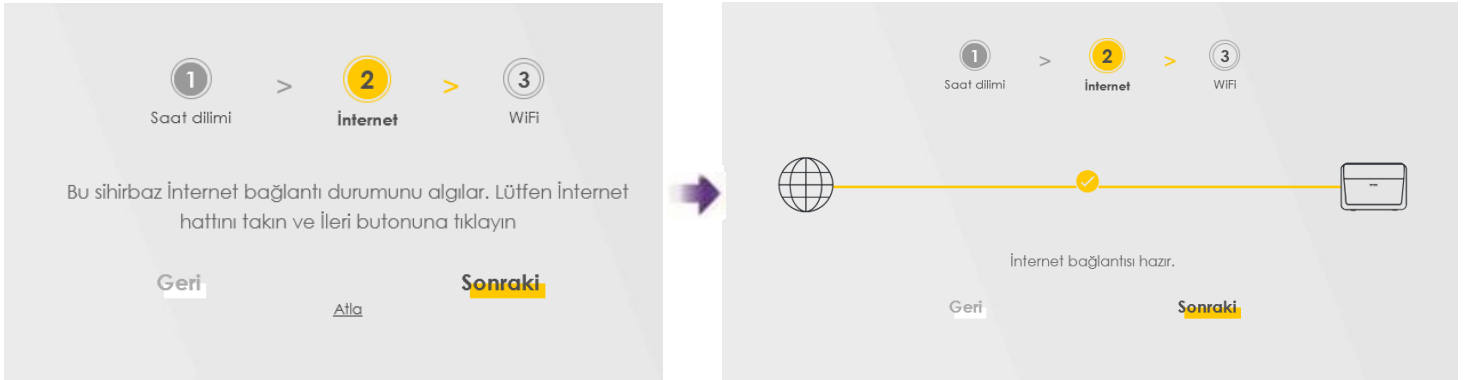 1 > 2 > 3
Saat dilimi İnternet WiFi
Bu sihirbaz İnternet bağlantı durumunu algılar. Lütfen İnternet
hattını takın ve İleri butonuna tıklayın
Geri Sonraki
Atla
1 > 2 > 3
Saat dilimi İnternet WiFi
İnternet bağlantısı hazır.
Geri Sonraki